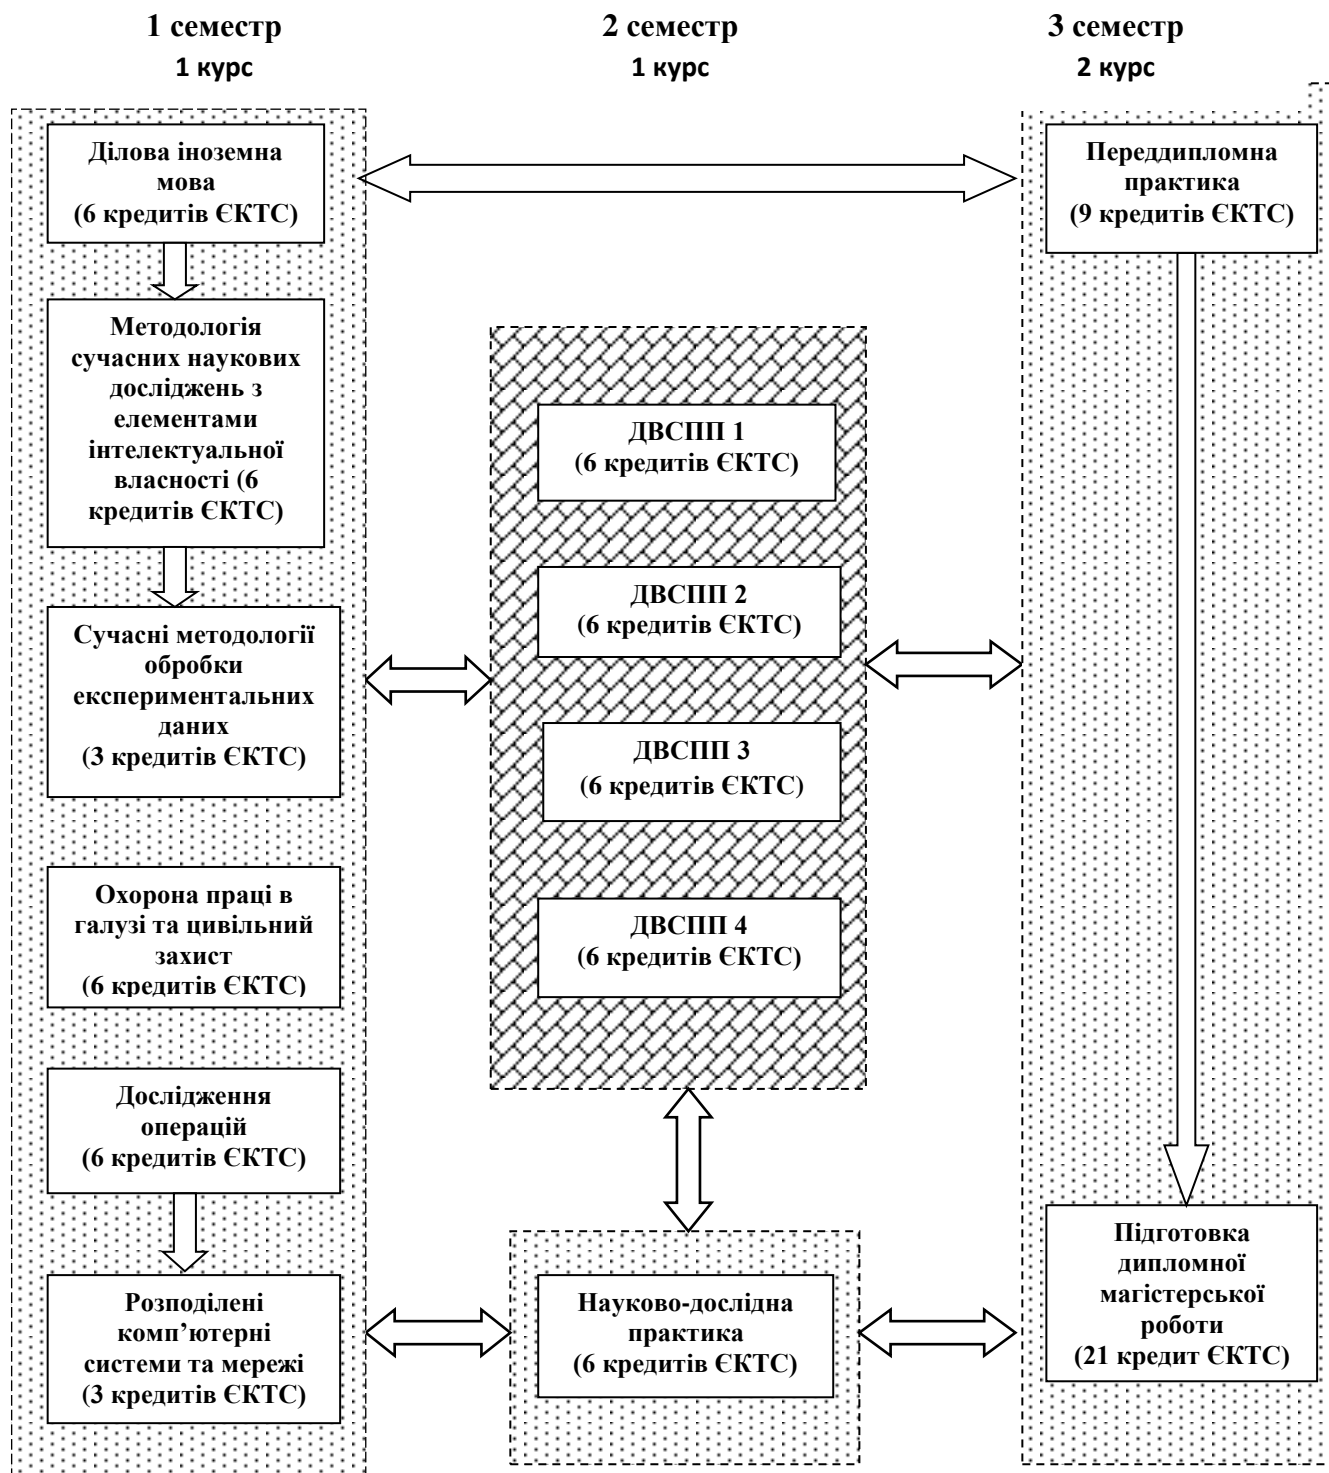 1 семестр
1 курс
2 семестр
1 курс
3 семестр
2 курс
Ділова іноземна
мова
(6 кредитів ЄКТС)
Методологія
сучасних наукових
досліджень з
елементами
інтелектуальної
власності (6
кредитів ЄКТС)
Сучасні методології
обробки
експериментальних
даних
(3 кредитів ЄКТС)
Охорона праці в
галузі та цивільний
захист
(6 кредитів ЄКТС)
Дослідження
операцій
(6 кредитів ЄКТС)
Розподілені
комп’ютерні
системи та мережі
(3 кредитів ЄКТС)
ДВСПП 1
(6 кредитів ЄКТС)
ДВСПП 2
(6 кредитів ЄКТС)
ДВСПП 3
(6 кредитів ЄКТС)
ДВСПП 4
(6 кредитів ЄКТС)
Науково-дослідна
практика
(6 кредитів ЄКТС)
Переддипломна
практика
(9 кредитів ЄКТС)
Підготовка
дипломної
магістерської
роботи
(21 кредит ЄКТС)